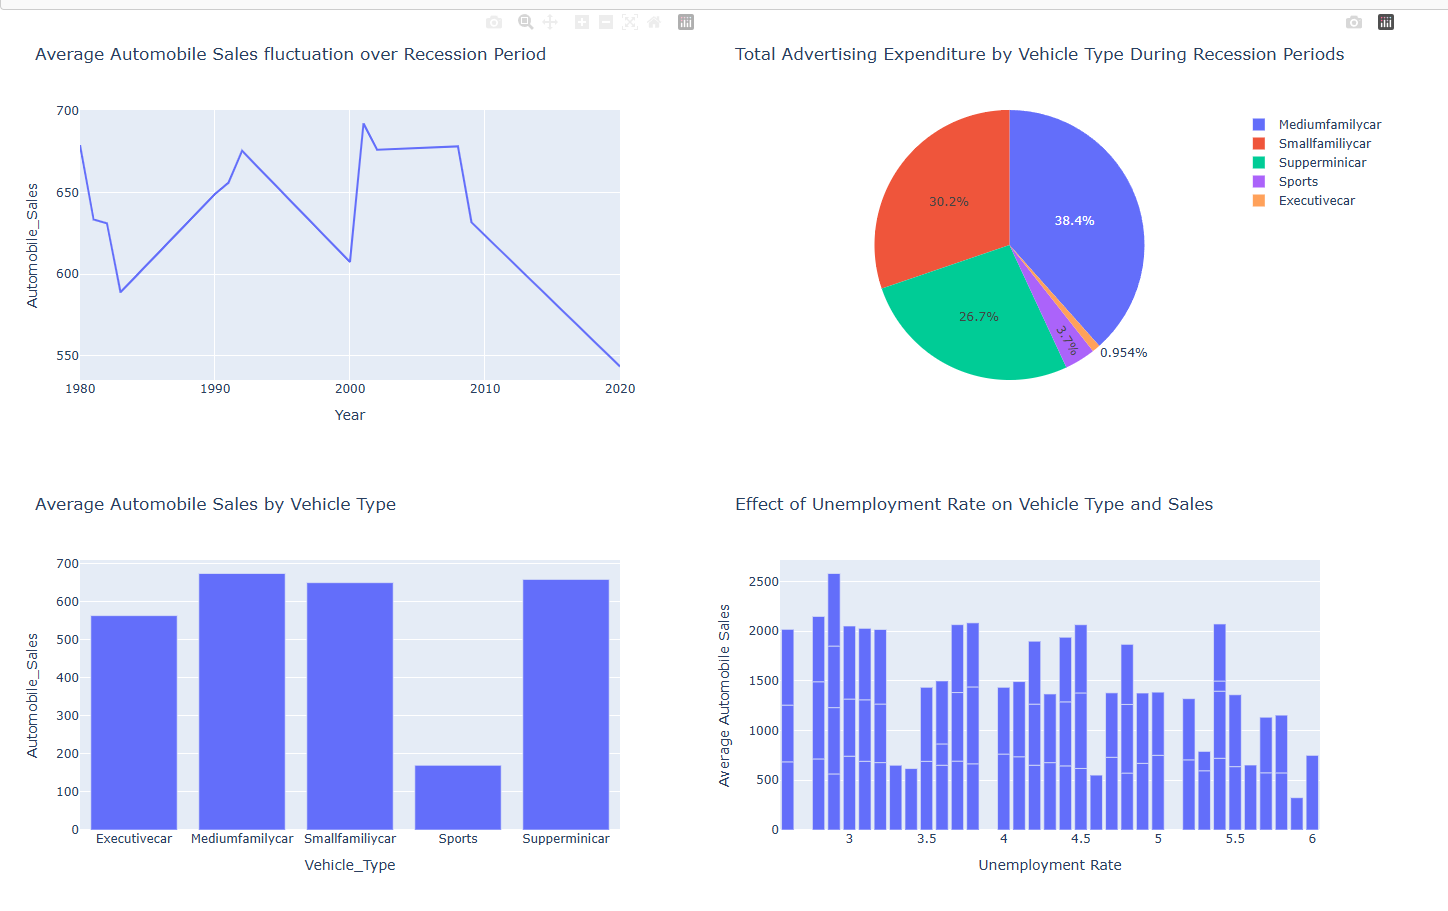 Average Automobile Sales fluctuation over Recession Period
700
650
600
550
Automobile_Sales
1980
1990
2000
2010
2020
Year
Total Advertising Expenditure by Vehicle Type During Recession Periods
38.4%
30.2%
26.7%
3.7%
0.954%
Mediumfamilycar
Smallfamiliycar
Supperminicar
Sports
Executivecar
Average Automobile Sales by Vehicle Type
700
600
500
400
300
200
100
0
Automobile_Sales
Executivecar
Mediumfamilycar
Smallfamiliycar
Sports
Supperminicar
Vehicle_Type
Effect of Unemployment Rate on Vehicle Type and Sales
2500
2000
1500
1000
500
0
Average Automobile Sales
3
3.5
4
4.5
5
5.5
6
Unemployment Rate